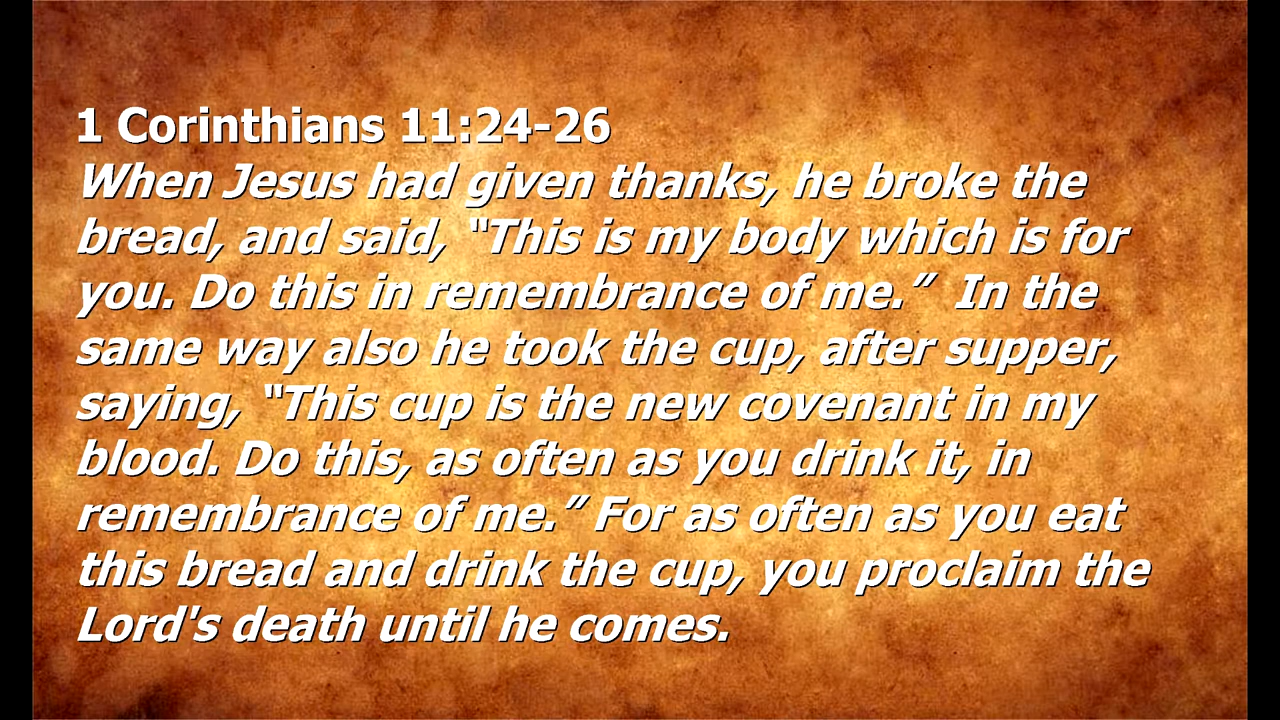 1 Corinthians 11:24-26
When Jesus had given thanks, he broke the
bread, and said, “This is my body which is for
you. Do this in remembrance of me.”  In the
same way also he took the cup, after supper,
saying, “This cup is the new covenant in my
blood. Do this, as often as you drink it, in
remembrance of me.” For as often as you eat
this bread and drink the cup, you proclaim the
Lord's death until he comes.